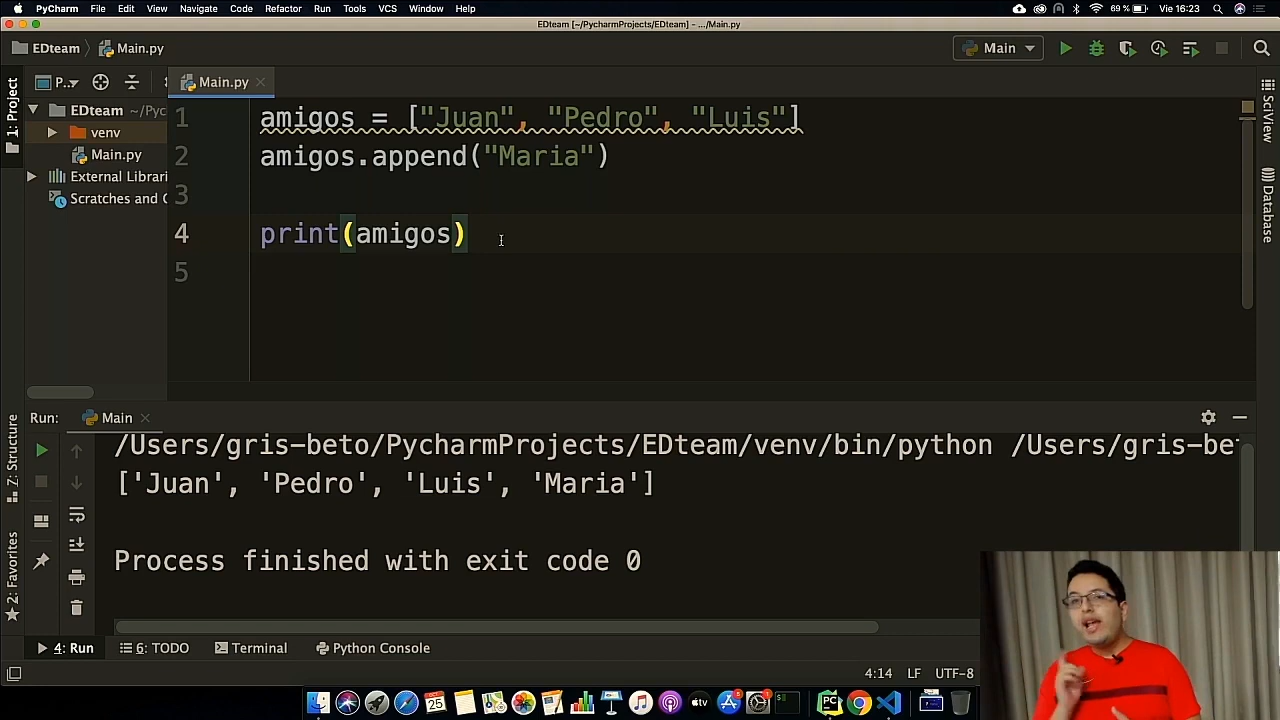 PyCharm File Edit View Navigate Code Refactor Run Tools VCS Window Help 69 % Vie 16:23
EDteam [~/PycharmProjects/EDteam] – .../Main.py
EDteam Main.py Main
1: Project
P..
Main.py
EDteam ~/Pyc
venv
Main.py
External Librari
Scratches and C
1 amigos = ["Juan", "Pedro", "Luis"]
2 amigos.append("Maria")
3
4 print(amigos)
5
SciView
Database
Run: Main
/Users/gris-beto/PycharmProjects/EDteam/venv/bin/python /Users/gris-be
['Juan', 'Pedro', 'Luis', 'Maria']
Process finished with exit code 0
Z: Structure
2: Favorites
4: Run 6: TODO Terminal Python Console
4:14 LF UTF-8
25
tv
PC